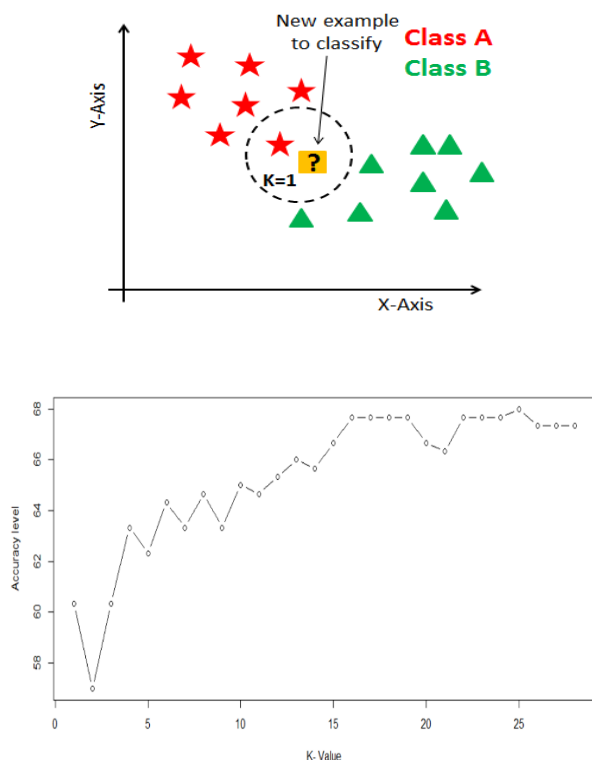 New example
to classify
Class A
Class B
Y-Axis
?
K=1
X-Axis
68
66
64
62
60
58
Accuracy level
0 5 10 15 20 25
K- Value